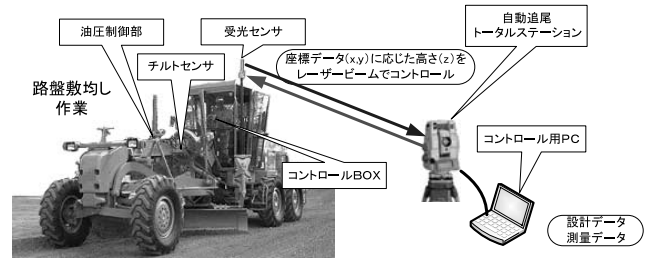 油圧制御部
受光センサ
自動追尾
トータルステーション
チルトセンサ
座標データ(x,y)に応じた高さ(z)を
レーザービームでコントロール
路盤敷均し
作業
コントロール用PC
コントロールBOX
設計データ
測量データ